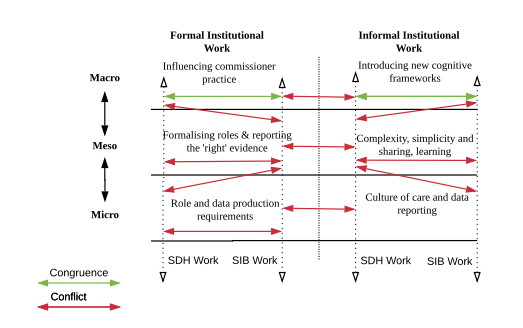 Formal Institutional
Work
Informal Institutional
Work
Macro
Influencing commissioner
practice
Introducing new cognitive
frameworks
Meso
Formalising roles & reporting
the 'right' evidence
Complexity, simplicity and
sharing, learning
Micro
Role and data production
requirements
Culture of care and data
reporting
SDH Work
SIB Work
SDH Work
SIB Work
Congruence
Conflict